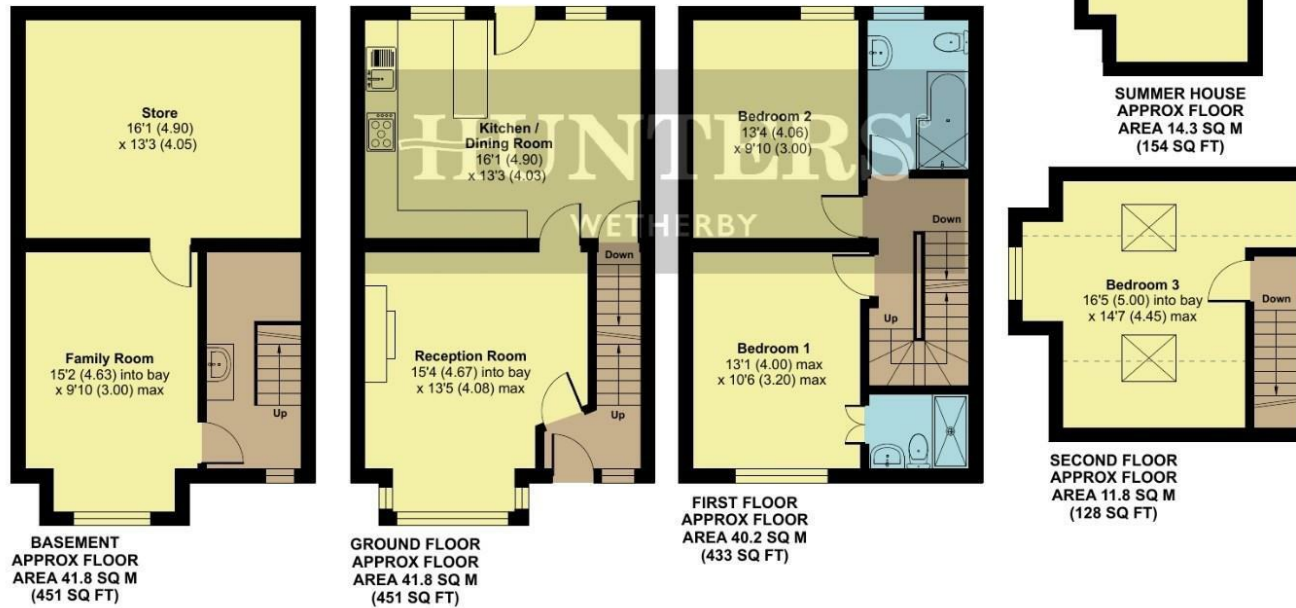 Store
16'1 (4.90)
x 13'3 (4.05)
Family Room
15'2 (4.63) into bay
x 9'10 (3.00) max
Up
BASEMENT
APPROX FLOOR
AREA 41.8 SQ M
(451 SQ FT)
Kitchen /
Dining Room
16'1 (4.90)
x 13'3 (4.03)
Down
Reception Room
15'4 (4.67) into bay
x 13'5 (4.08) max
Up
GROUND FLOOR
APPROX FLOOR
AREA 41.8 SQ M
(451 SQ FT)
HUNTERS
WETHERBY
Bedroom 2
13'4 (4.06)
x 9'10 (3.00)
Down
Bedroom 1
13'1 (4.00) max
x 10'6 (3.20) max
Up
FIRST FLOOR
APPROX FLOOR
AREA 40.2 SQ M
(433 SQ FT)
SUMMER HOUSE
APPROX FLOOR
AREA 14.3 SQ M
(154 SQ FT)
Bedroom 3
16'5 (5.00) into bay
x 14'7 (4.45) max
Down
SECOND FLOOR
APPROX FLOOR
AREA 11.8 SQ M
(128 SQ FT)